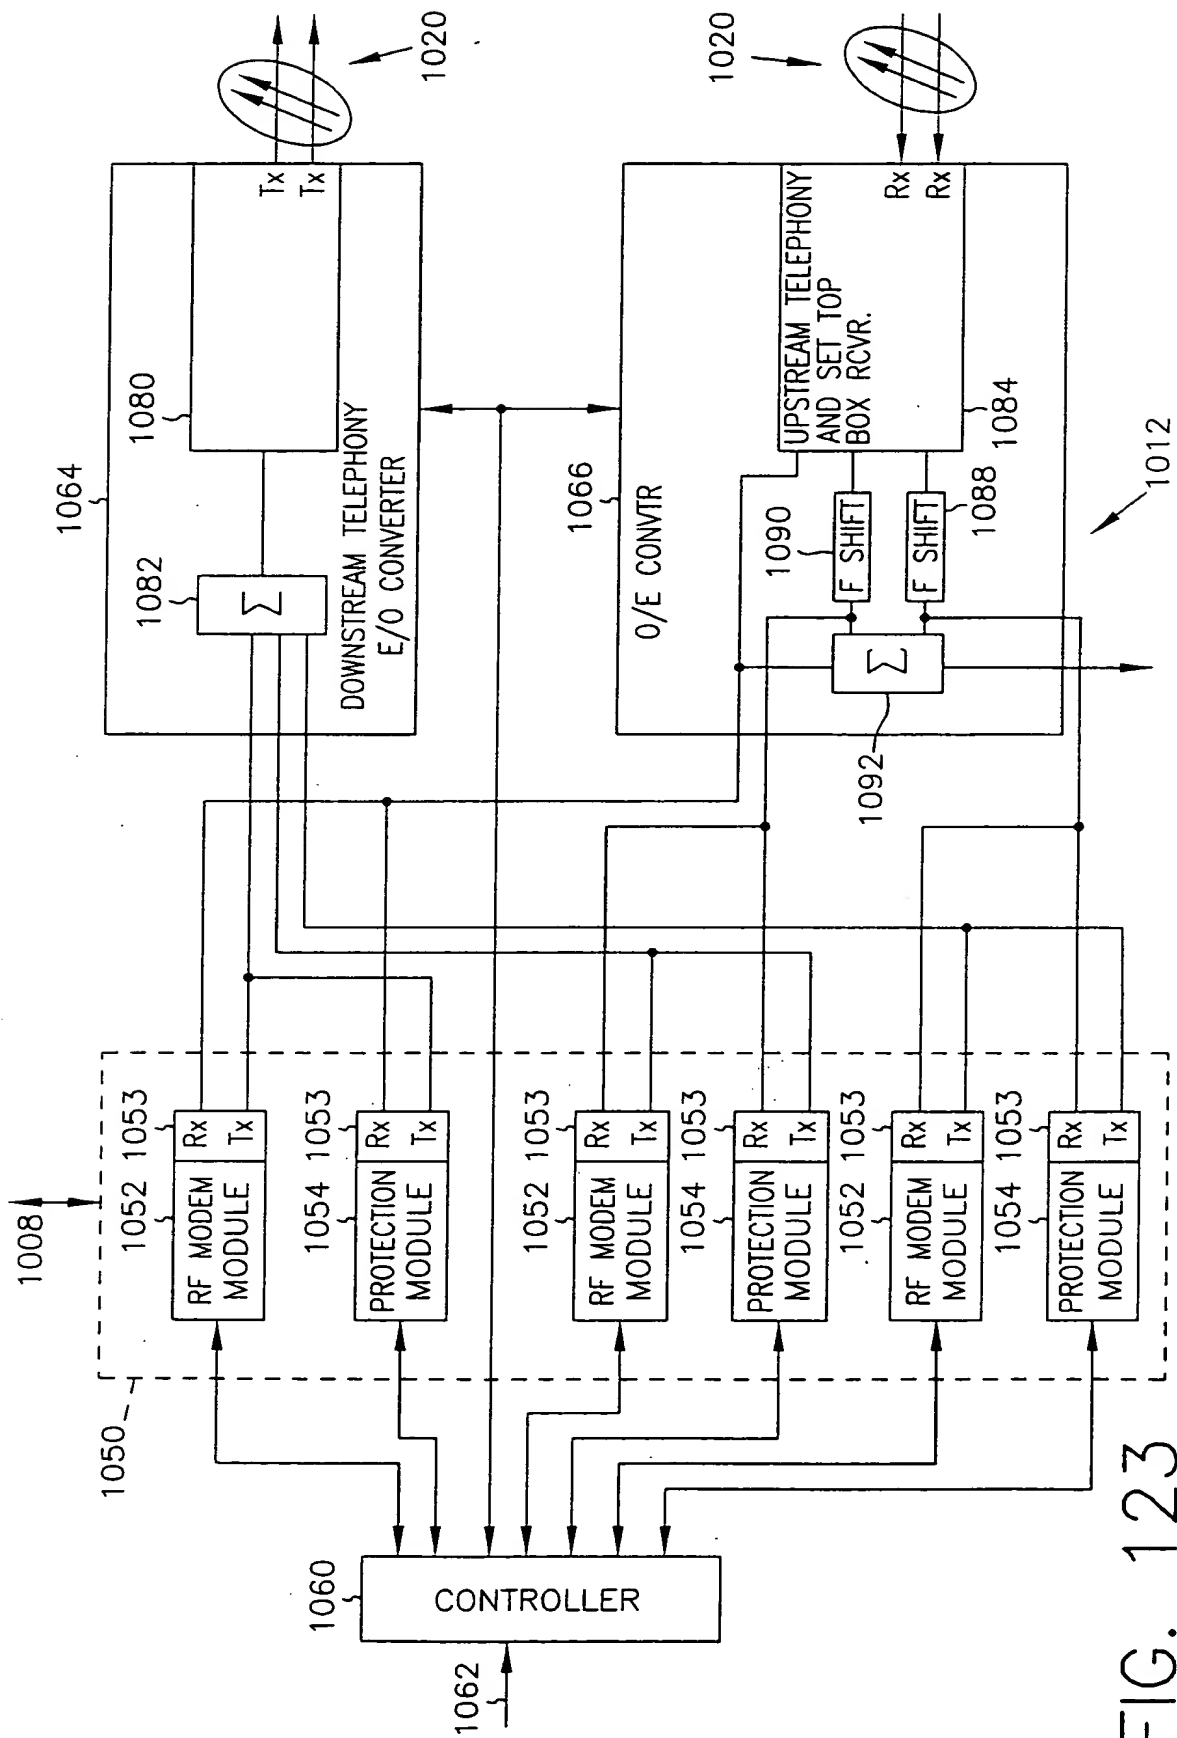 1008
1050
1052
1053
RF MODEM
MODULE
Rx
Tx
1054
1053
PROTECTION
MODULE
Rx
Tx
1052
1053
RF MODEM
MODULE
Rx
Tx
1054
1053
PROTECTION
MODULE
Rx
Tx
1052
1053
RF MODEM
MODULE
Rx
Tx
1054
1053
PROTECTION
MODULE
Rx
Tx
1060
CONTROLLER
1062
1064
1082
Σ
1080
Tx
Tx
DOWNSTREAM TELEPHONY
E/O CONVERTER
1020
1066
O/E CONVTR
1090
F SHIFT
F SHIFT
1088
Σ
1092
UPSTREAM TELEPHONY
AND SET TOP
BOX RCVR.
Rx
Rx
1084
1020
1012
FIG. 123